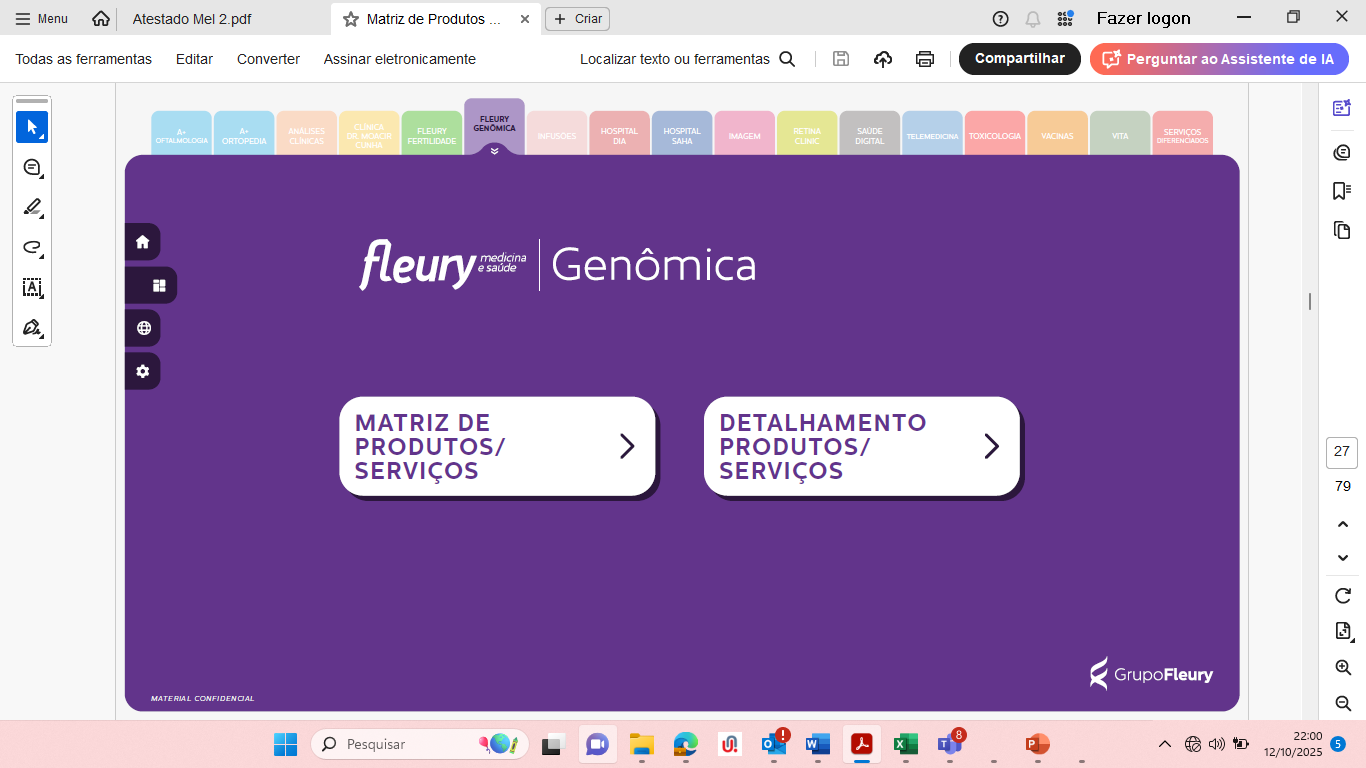 Menu
Atestado Mel 2.pdf
Matriz de Produtos ...
Criar
Fazer logon
Todas as ferramentas
Editar
Converter
Assinar eletronicamente
Localizar texto ou ferramentas
Compartilhar
Perguntar ao Assistente de IA
A+
OFTALMOLOGIA
A+
ORTOPEDIA
ANÁLISES
CLÍNICAS
CLÍNICA
DR. MOACIR
CUNHA
FLEURY
FERTILIDADE
FLEURY
GENÔMICA
INFUSÕES
HOSPITAL
DIA
HOSPITAL
SAHA
IMAGEM
RETINA
CLINIC
SAÚDE
DIGITAL
TELEMEDICINA
TOXICOLOGIA
VACINAS
VITA
SERVIÇOS
DIFERENCIADOS
fleury medicina
e saúde
Genômica
MATRIZ DE
PRODUTOS/
SERVIÇOS
DETALHAMENTO
PRODUTOS/
SERVIÇOS
27
79
MATERIAL CONFIDENCIAL
GrupoFleury
Pesquisar
8
22:00
12/10/2025
5